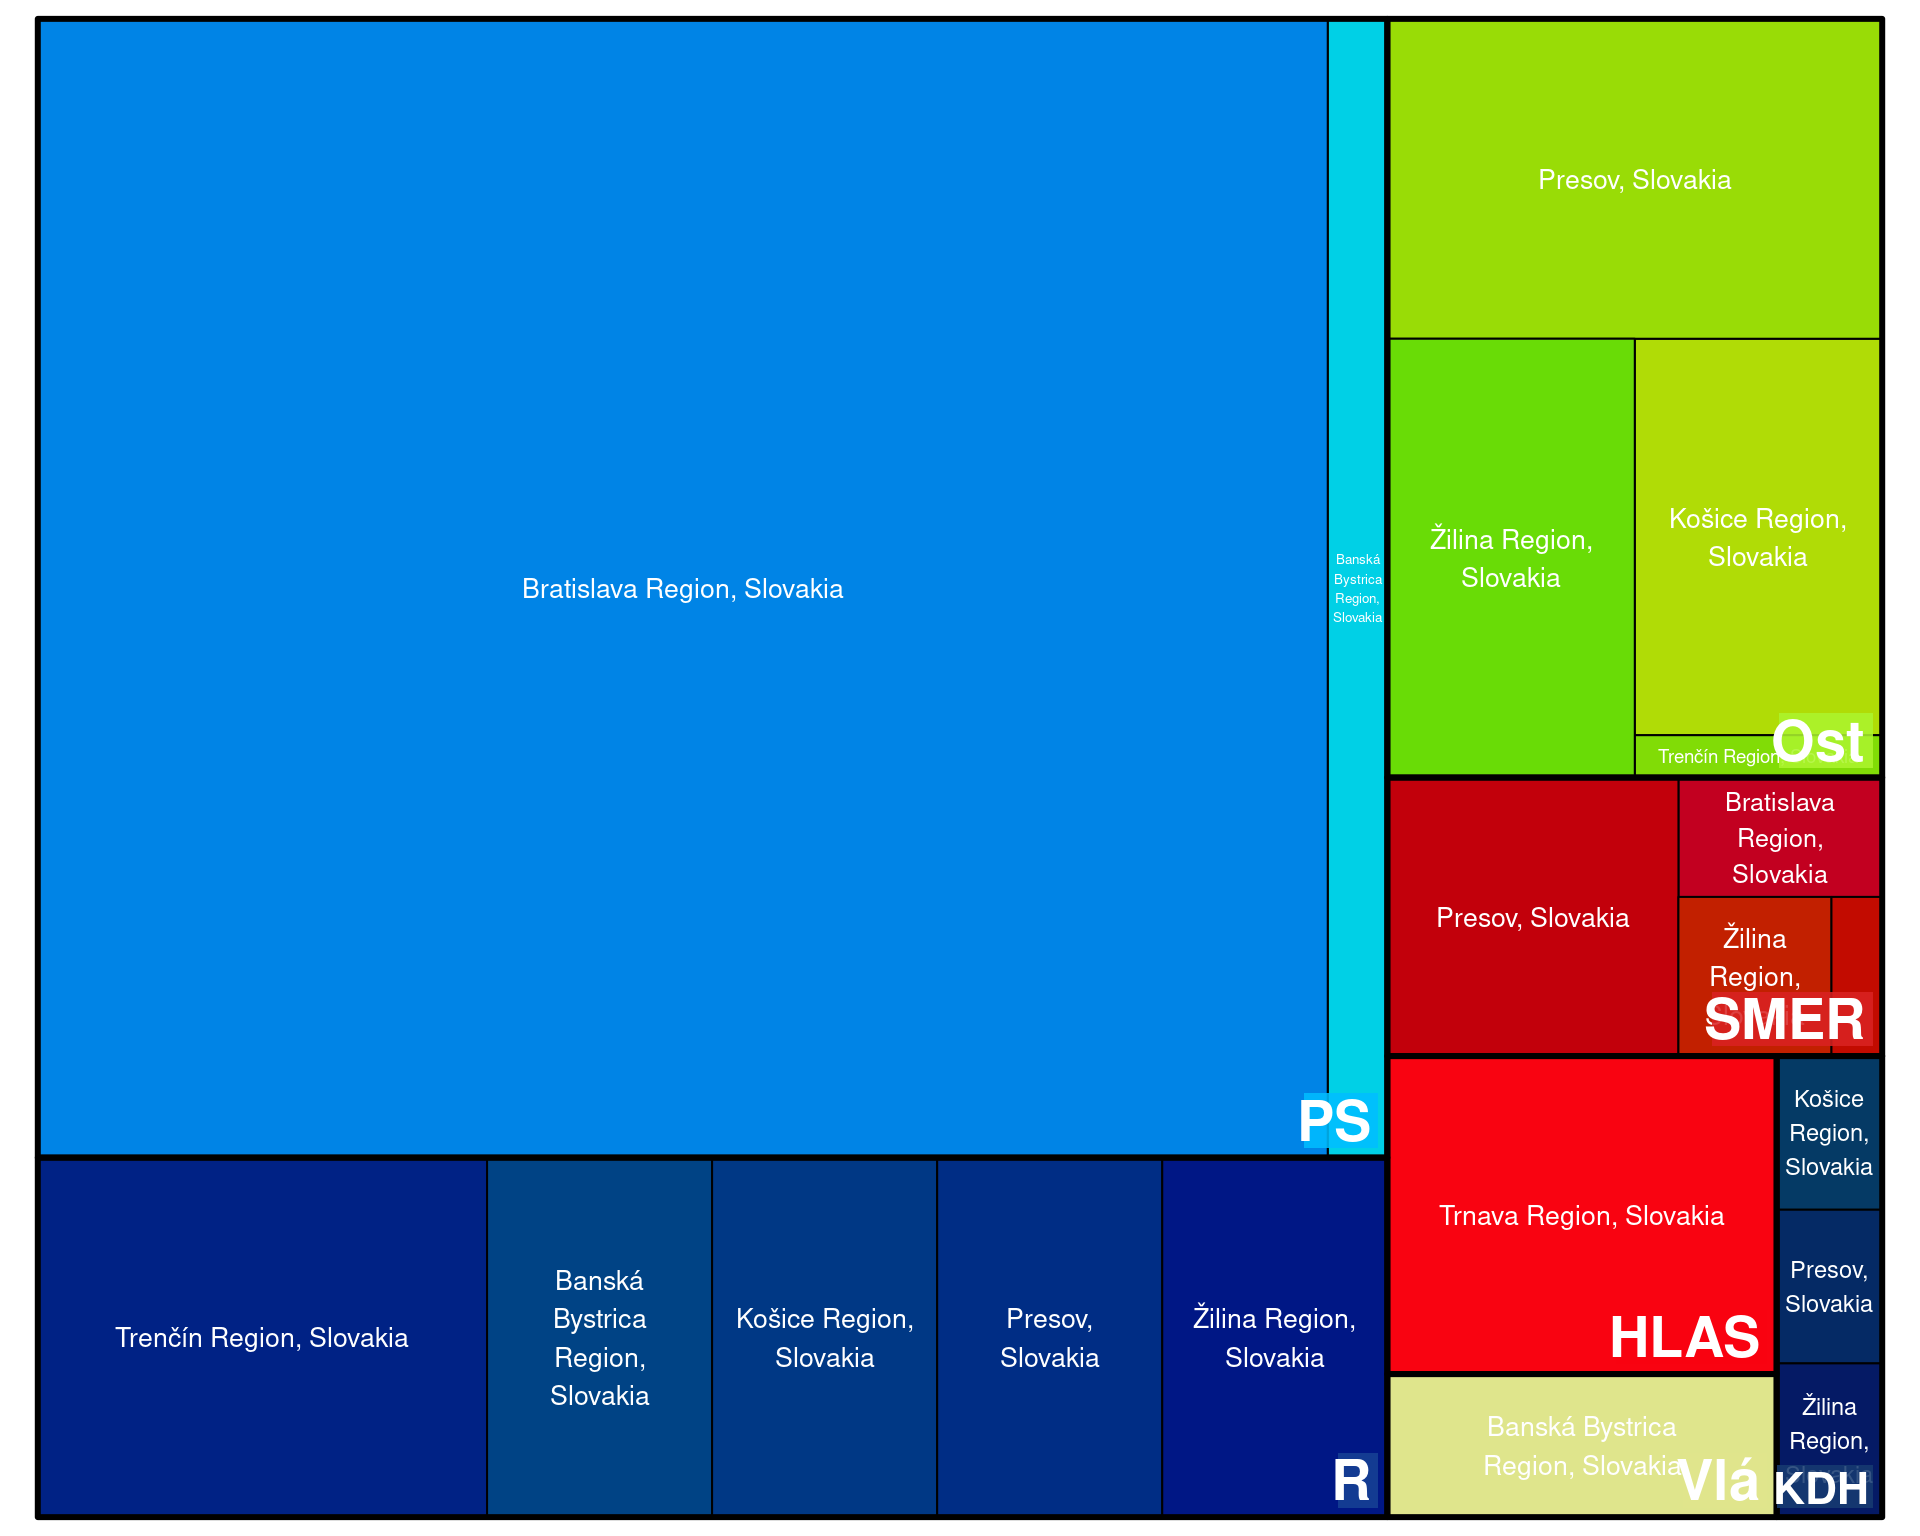 Bratislava Region, Slovakia
Banská
Bystrica
Region,
Slovakia
PS
Trenčín Region, Slovakia
Banská
Bystrica
Region,
Slovakia
Košice Region,
Slovakia
Presov,
Slovakia
Žilina Region,
Slovakia
R
Presov, Slovakia
Žilina Region,
Slovakia
Košice Region,
Slovakia
Trenčín Region
Ost
Presov, Slovakia
Bratislava
Region,
Slovakia
Žilina
Region,
SMER
Trnava Region, Slovakia
HLAS
Banská Bystrica
Region, Slovakia
Vlá
Košice
Region,
Slovakia
Presov,
Slovakia
Žilina
Region,
KDH